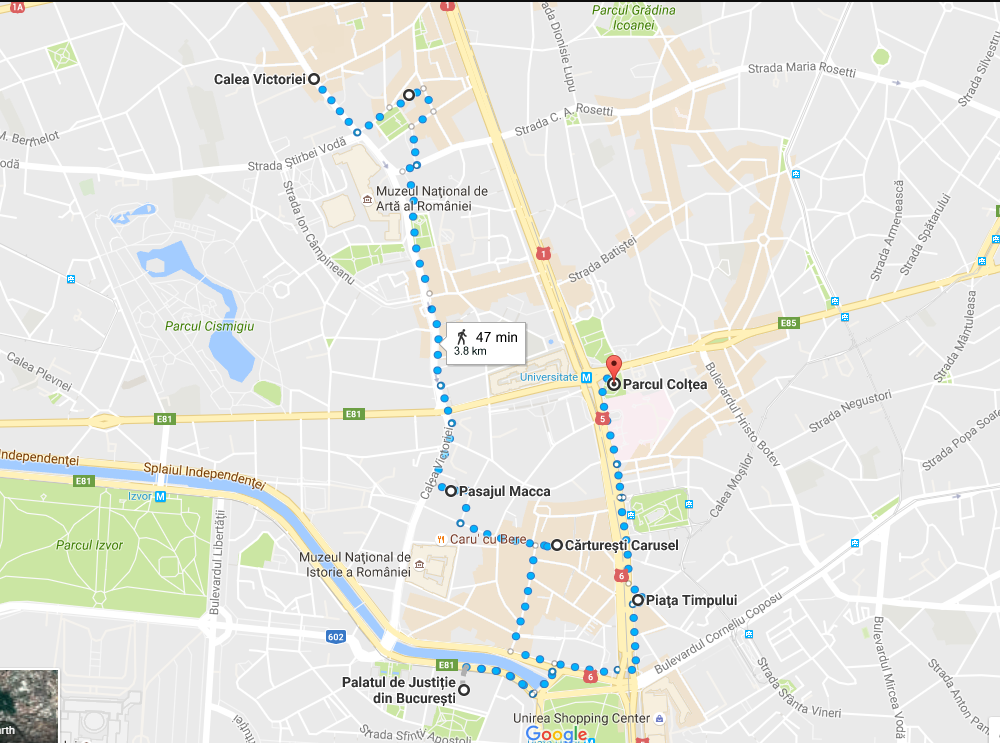 1A
1
Parcul Grădina
Icoanei
Strada Dionisie Lupu
Strada Silvestru
Calea Victoriei
Strada Maria Rosetti
Strada C. A. Rosetti
M. Berthelot
Strada Știrbei Vodă
Strada Ion Câmpineanu
Muzeul Național de
Artă al României
Strada Armenească
Strada Spătarului
Strada Batiștei
1
Parcul Cismigiu
47 min
3.8 km
E85
Strada Mântuleasa
Calea Plevnei
Universitate M
Parcul Colțea
Strada Negustori
E81
E81
5
Bulevardul Hristo Botev
Strada Popa Soare
Calea Victoriei
Independenței
Splaiul Independenței
E81
Izvor M
Pasajul Macca
Calea Moșilor
Bulevardul Libertății
Parcul Izvor
Caru' cu Bere
Cărturești Carusel
Muzeul Național de
Istorie a României
6
Piața Timpului
Bulevardul Corneliu Coposu
602
E81
6
Palatul de Justiție
din București
Bulevardul Mircea Vodă
Strada Sfânta Vineri
Strada Anton Pann
Unirea Shopping Center
Strada Sfinții Apostoli
Google